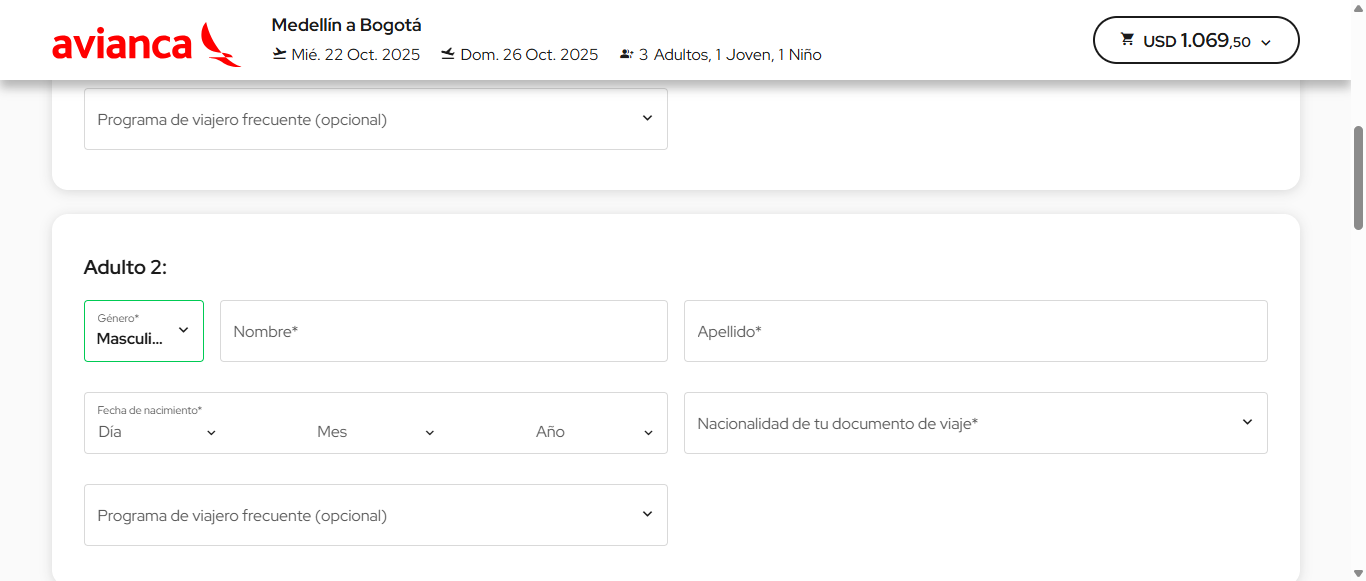 avianca
Medellín a Bogotá
Mié. 22 Oct. 2025 Dom. 26 Oct. 2025 3 Adultos, 1 Joven, 1 Niño
USD 1.069,50
Programa de viajero frecuente (opcional)
Adulto 2:
Género*
Masculi...
Nombre*
Apellido*
Fecha de nacimiento*
Día Mes Año
Nacionalidad de tu documento de viaje*
Programa de viajero frecuente (opcional)